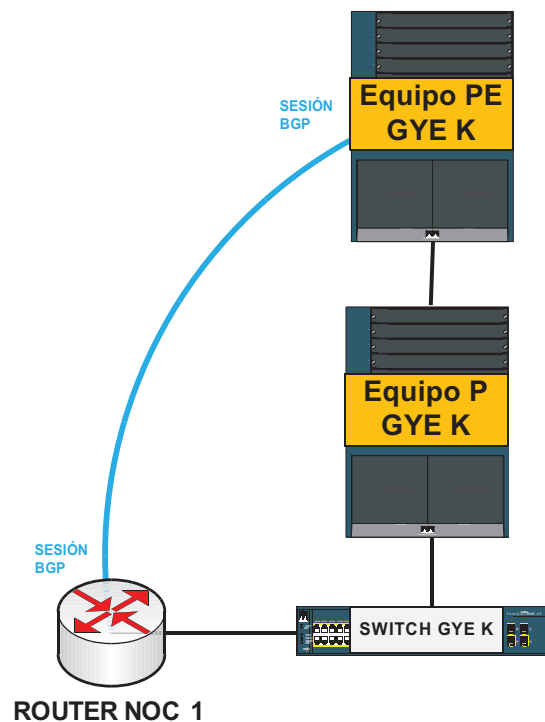 Equipo PE
GYE K
SESIÓN
BGP
Equipo P
GYE K
SESIÓN
BGP
SWITCH GYE K
ROUTER NOC 1